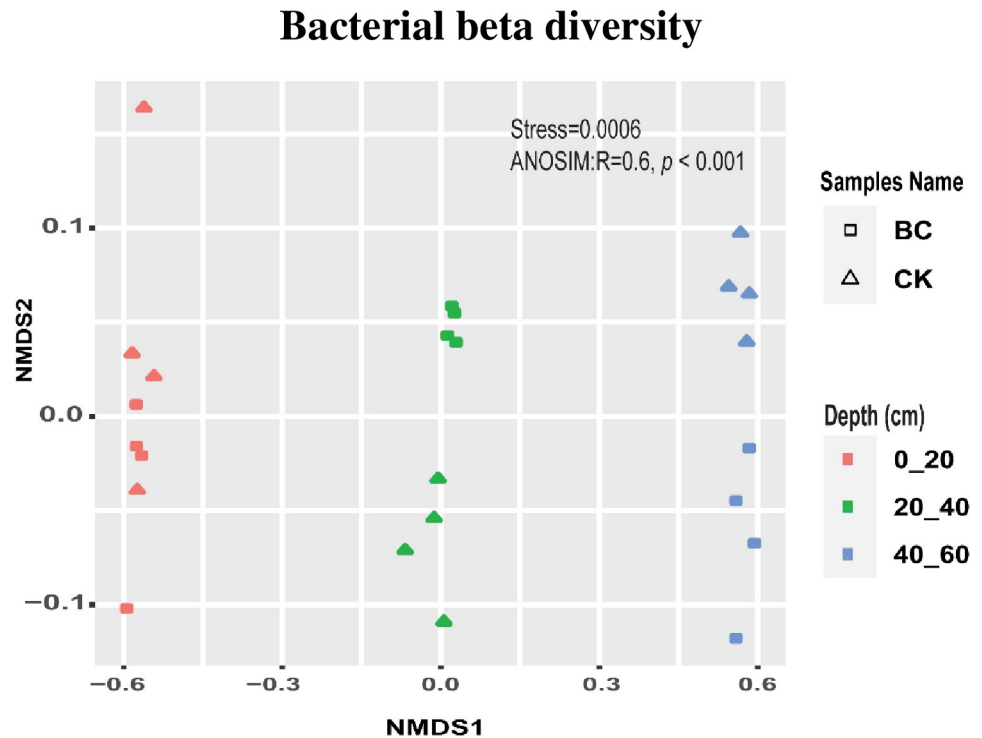 Bacterial beta diversity
Stress=0.0006
ANOSIM:R=0.6, p < 0.001
Samples Name
BC
CK
Depth (cm)
0_20
20_40
40_60
NMDS2
0.1
0.0
−0.1
−0.6
−0.3
0.0
0.3
0.6
NMDS1